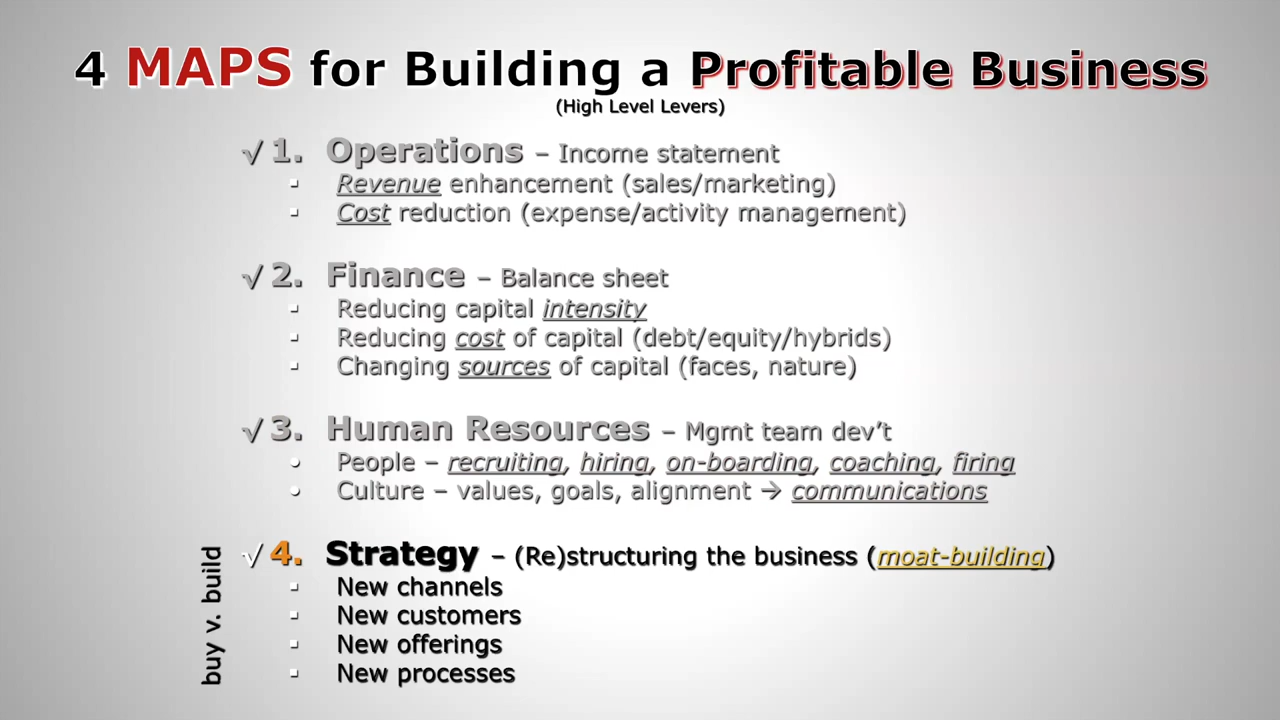 4 MAPS for Building a Profitable Business
(High Level Levers)
√ 1. Operations – Income statement
▪ Revenue enhancement (sales/marketing)
▪ Cost reduction (expense/activity management)
√ 2. Finance – Balance sheet
▪ Reducing capital intensity
▪ Reducing cost of capital (debt/equity/hybrids)
▪ Changing sources of capital (faces, nature)
√ 3. Human Resources – Mgmt team dev’t
• People – recruiting, hiring, on-boarding, coaching, firing
• Culture – values, goals, alignment → communications
√ 4. Strategy – (Re)structuring the business (moat-building)
▪ New channels
▪ New customers
▪ New offerings
▪ New processes
buy v. build